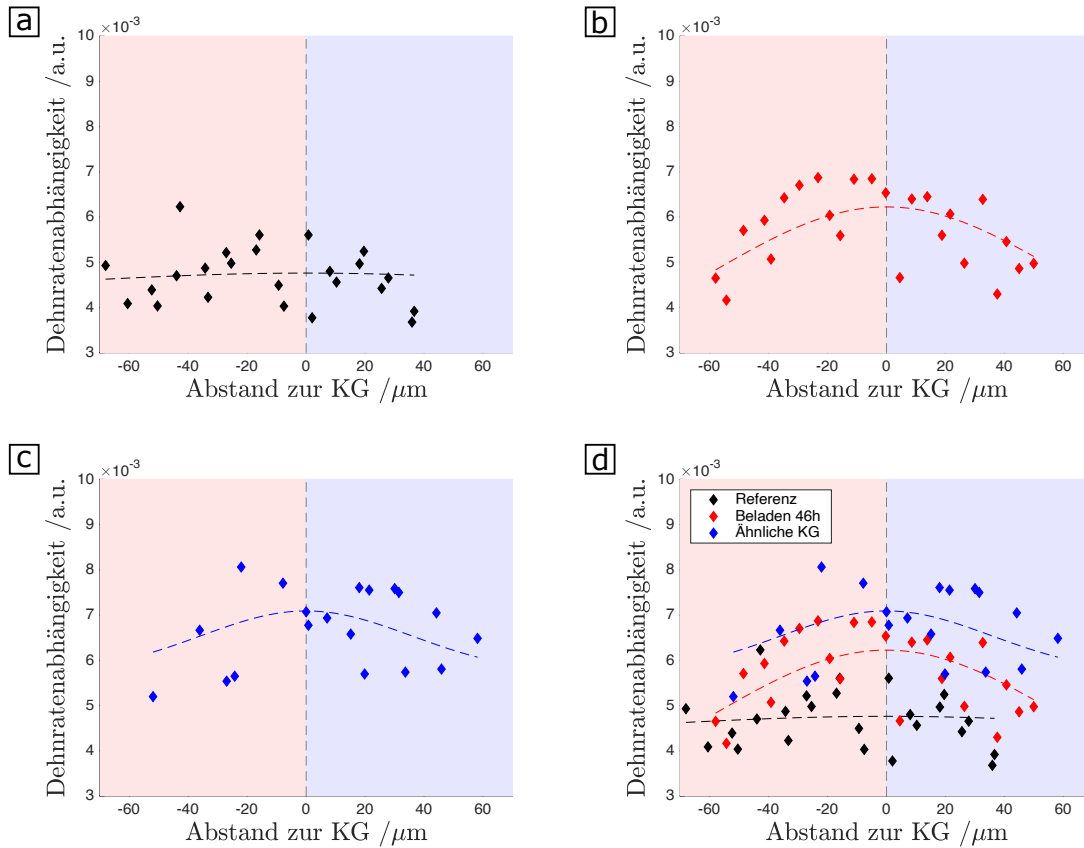 a
×10⁻³
10
9
8
7
6
5
4
3
-60 -40 -20 0 20 40 60
Dehnratenabhängigkeit /a.u.
Abstand zur KG /μm
b
×10⁻³
10
9
8
7
6
5
4
3
-60 -40 -20 0 20 40 60
Dehnratenabhängigkeit /a.u.
Abstand zur KG /μm
c
×10⁻³
10
9
8
7
6
5
4
3
-60 -40 -20 0 20 40 60
Dehnratenabhängigkeit /a.u.
Abstand zur KG /μm
d
×10⁻³
10
9
8
7
6
5
4
3
-60 -40 -20 0 20 40 60
Dehnratenabhängigkeit /a.u.
Abstand zur KG /μm
Referenz
Beladen 46h
Ähnliche KG